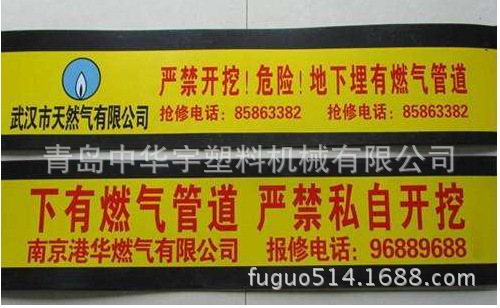 严禁开挖！危险！地下埋有燃气管道
武汉市天然气有限公司
抢修电话：85863382 抢修电话：85863382
青岛中华宇塑料机械有限公司
下有燃气管道 严禁私自开挖
南京港华燃气有限公司 报修电话：96889688
fuguo514.1688.com